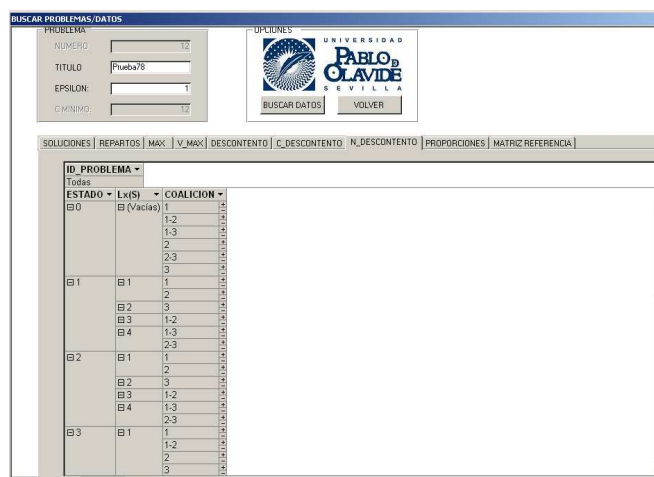 BUSCAR PROBLEMAS/DATOS
PROBLEMA
NUMERO 12
TITULO Prueba78
EPSILON: 1
C.MINIMO: 12
OPCIONES
UNIVERSIDAD
PABLO D
OLAVIDE
SEVILLA
BUSCAR DATOS VOLVER
SOLUCIONES REPARTOS MAX V_MAX DESCONTENTO C_DESCONTENTO N_DESCONTENTO PROPORCIONES MATRIZ REFERENCIA
ID_PROBLEMA
Todas
ESTADO Lx(S) COALICION
0 (Vacías) 1
1-2
1-3
2
2-3
3
1 1 1
2
2 3
3 1-2
4 1-3
2-3
2 1 1
2
2 3
3 1-2
4 1-3
2-3
3 1 1
1-2
2
3